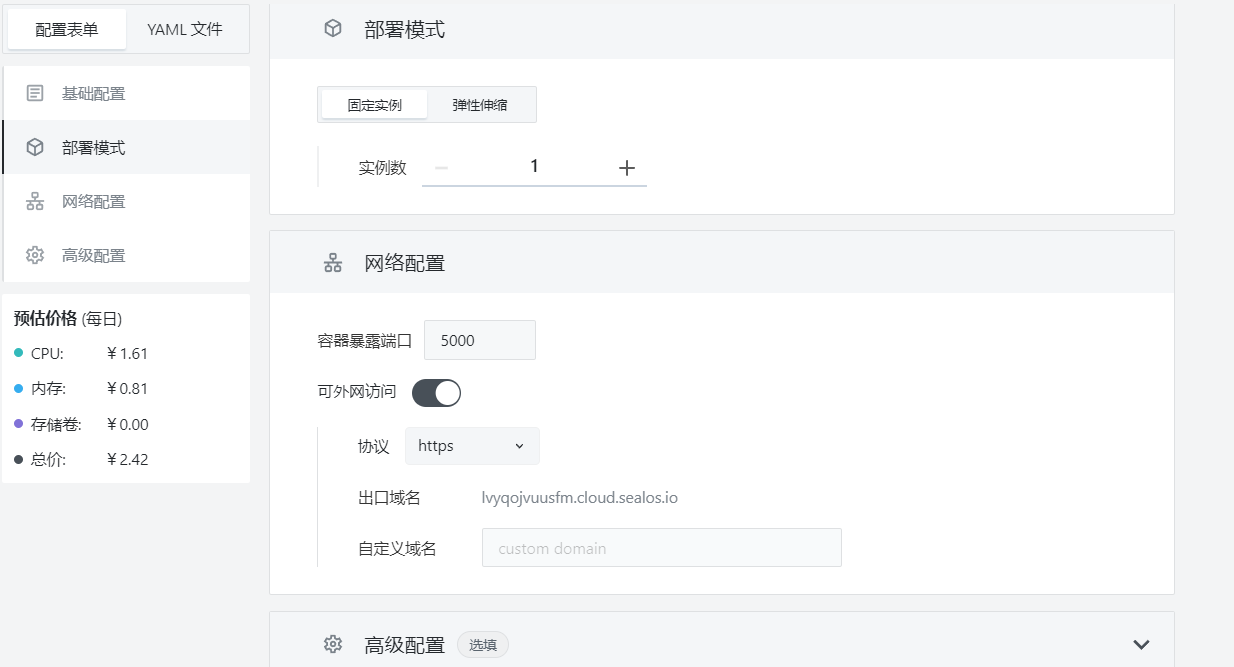 配置表单
YAML 文件
基础配置
部署模式
网络配置
高级配置
预估价格 (每日)
CPU: ￥1.61
内存: ￥0.81
存储卷: ￥0.00
总价: ￥2.42
部署模式
固定实例
弹性伸缩
实例数 1
网络配置
容器暴露端口 5000
可外网访问
协议 https
出口域名 lvyqojvuusfm.cloud.sealos.io
自定义域名 custom domain
高级配置 选填